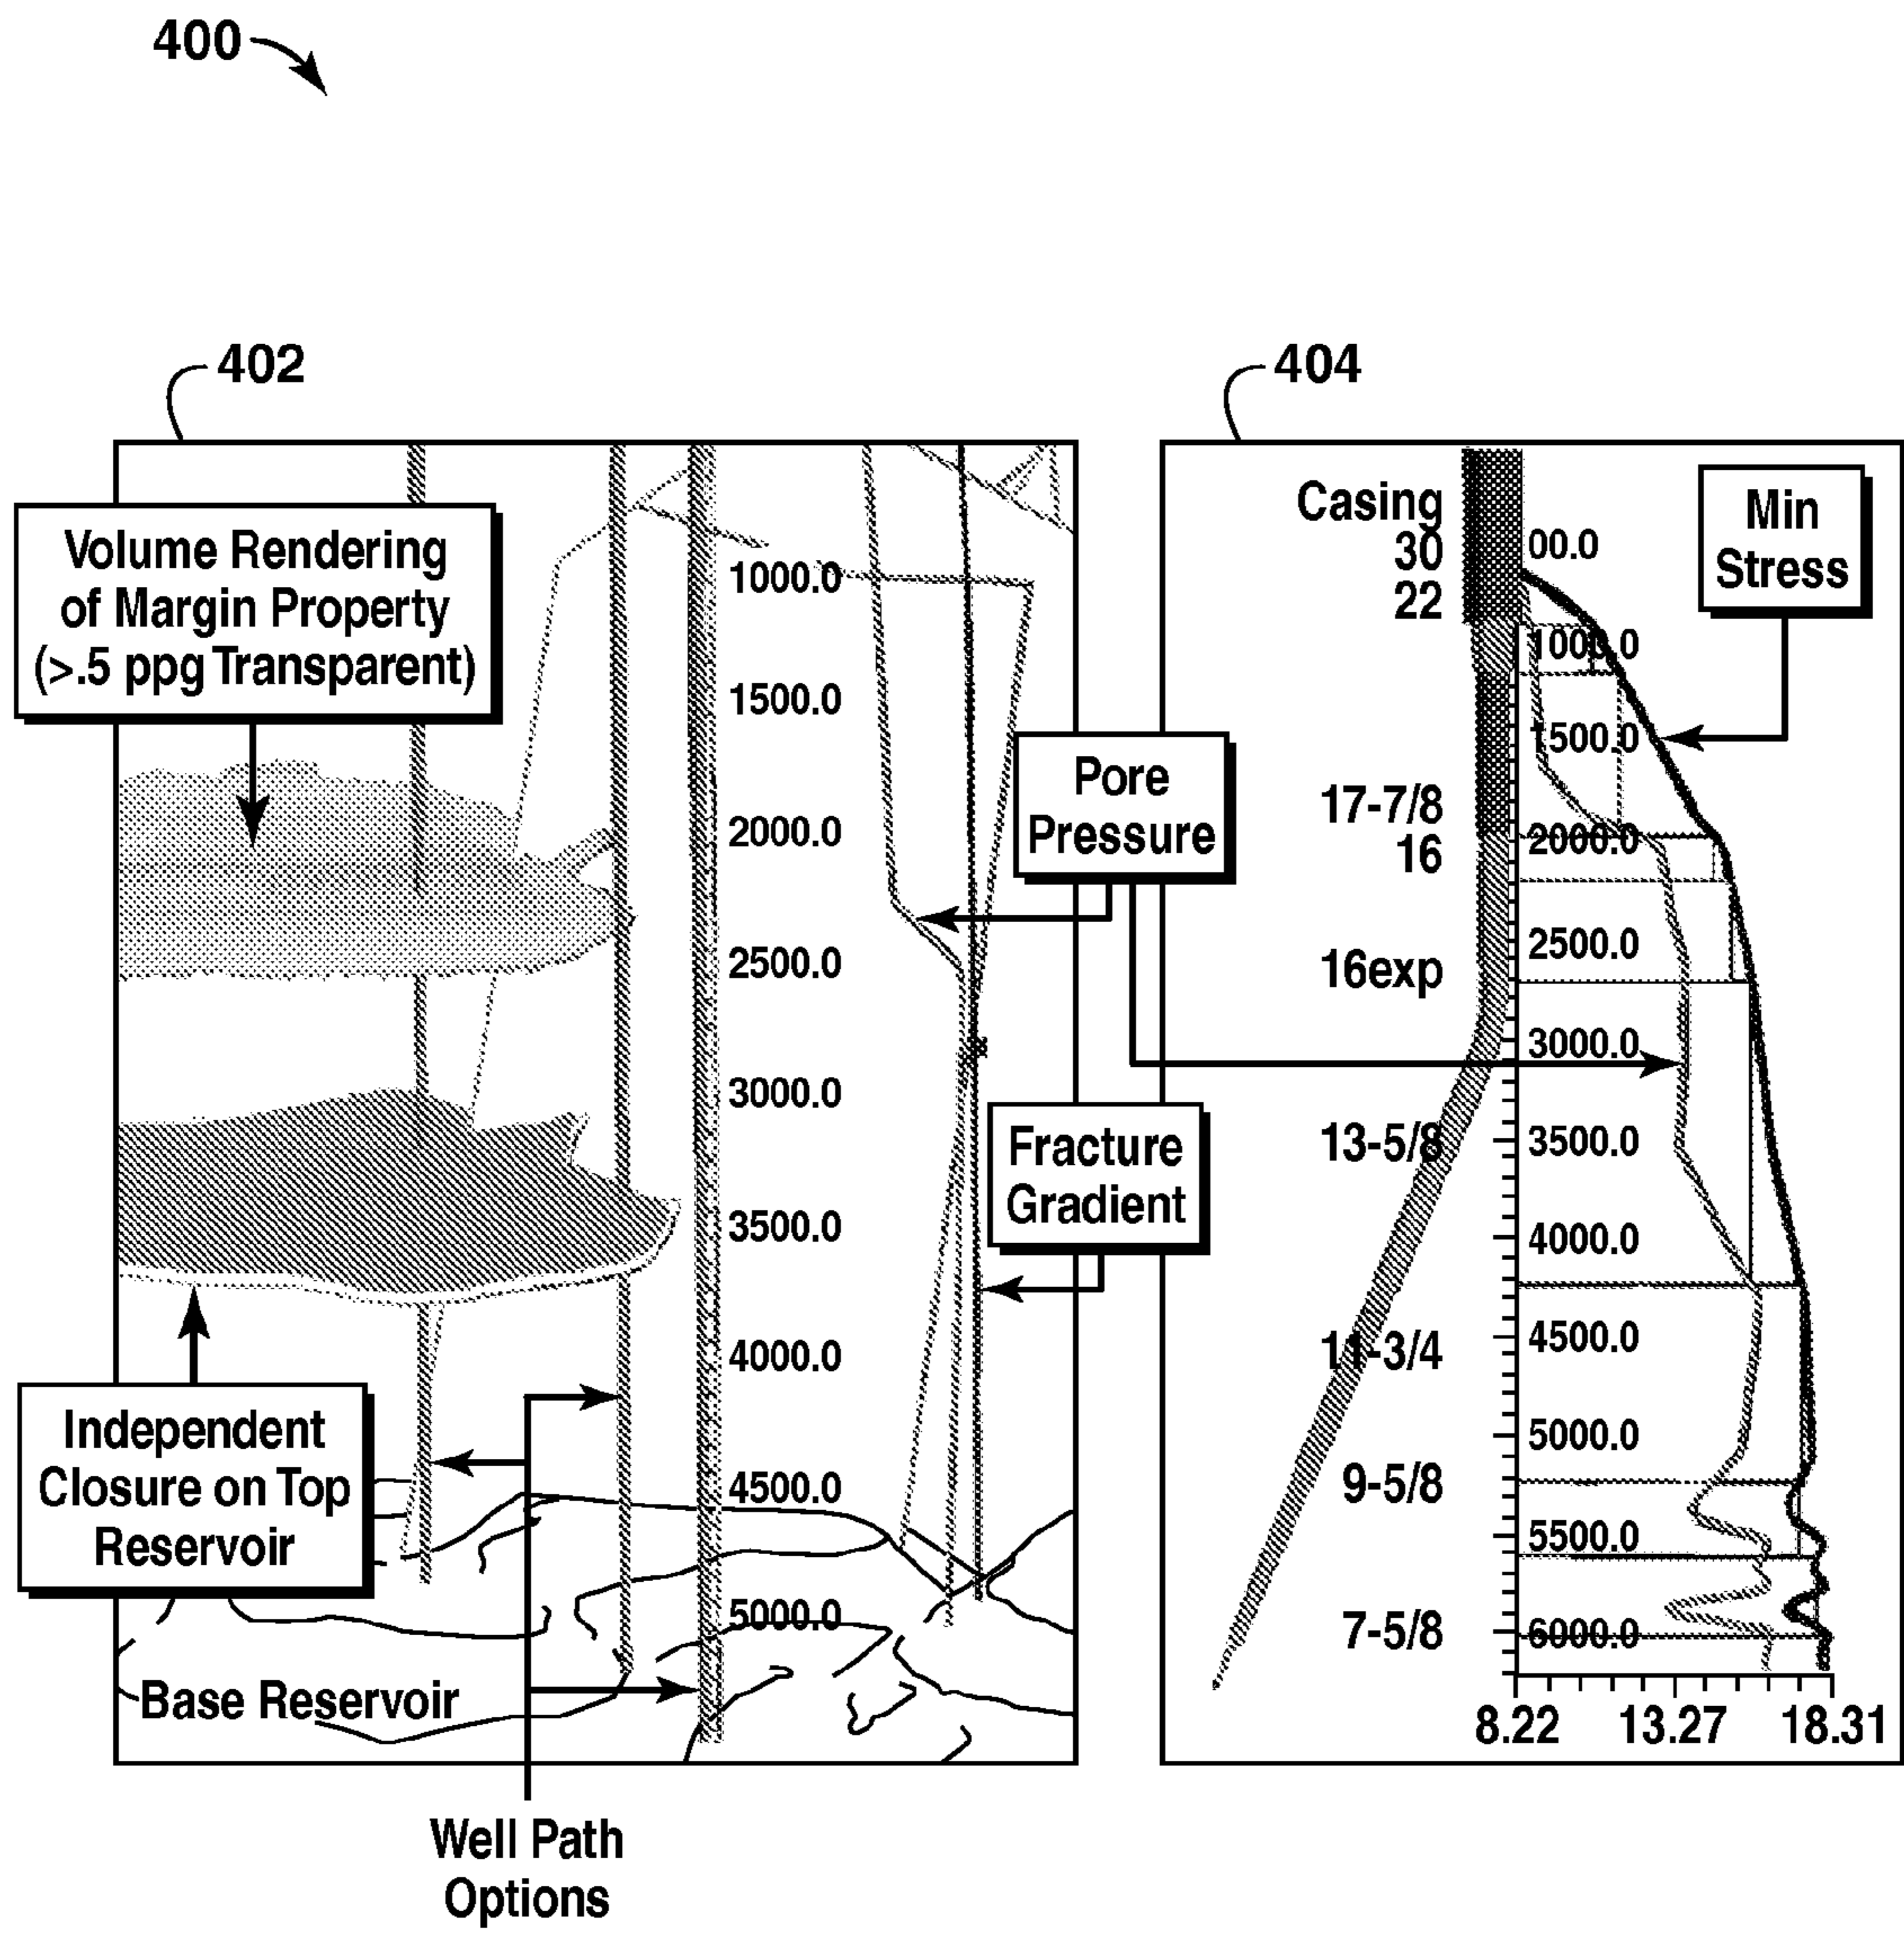 400
402
Volume Rendering
of Margin Property
(>.5 ppg Transparent)
1000.0
1500.0
2000.0
2500.0
3000.0
3500.0
4000.0
4500.0
5000.0
Pore
Pressure
Fracture
Gradient
Independent
Closure on Top
Reservoir
Base Reservoir
Well Path
Options
404
Casing
30
22
17-7/8
16
16exp
13-5/8
11-3/4
9-5/8
7-5/8
Min
Stress
00.0
1000.0
1500.0
2000.0
2500.0
3000.0
3500.0
4000.0
4500.0
5000.0
5500.0
6000.0
8.22 13.27 18.31